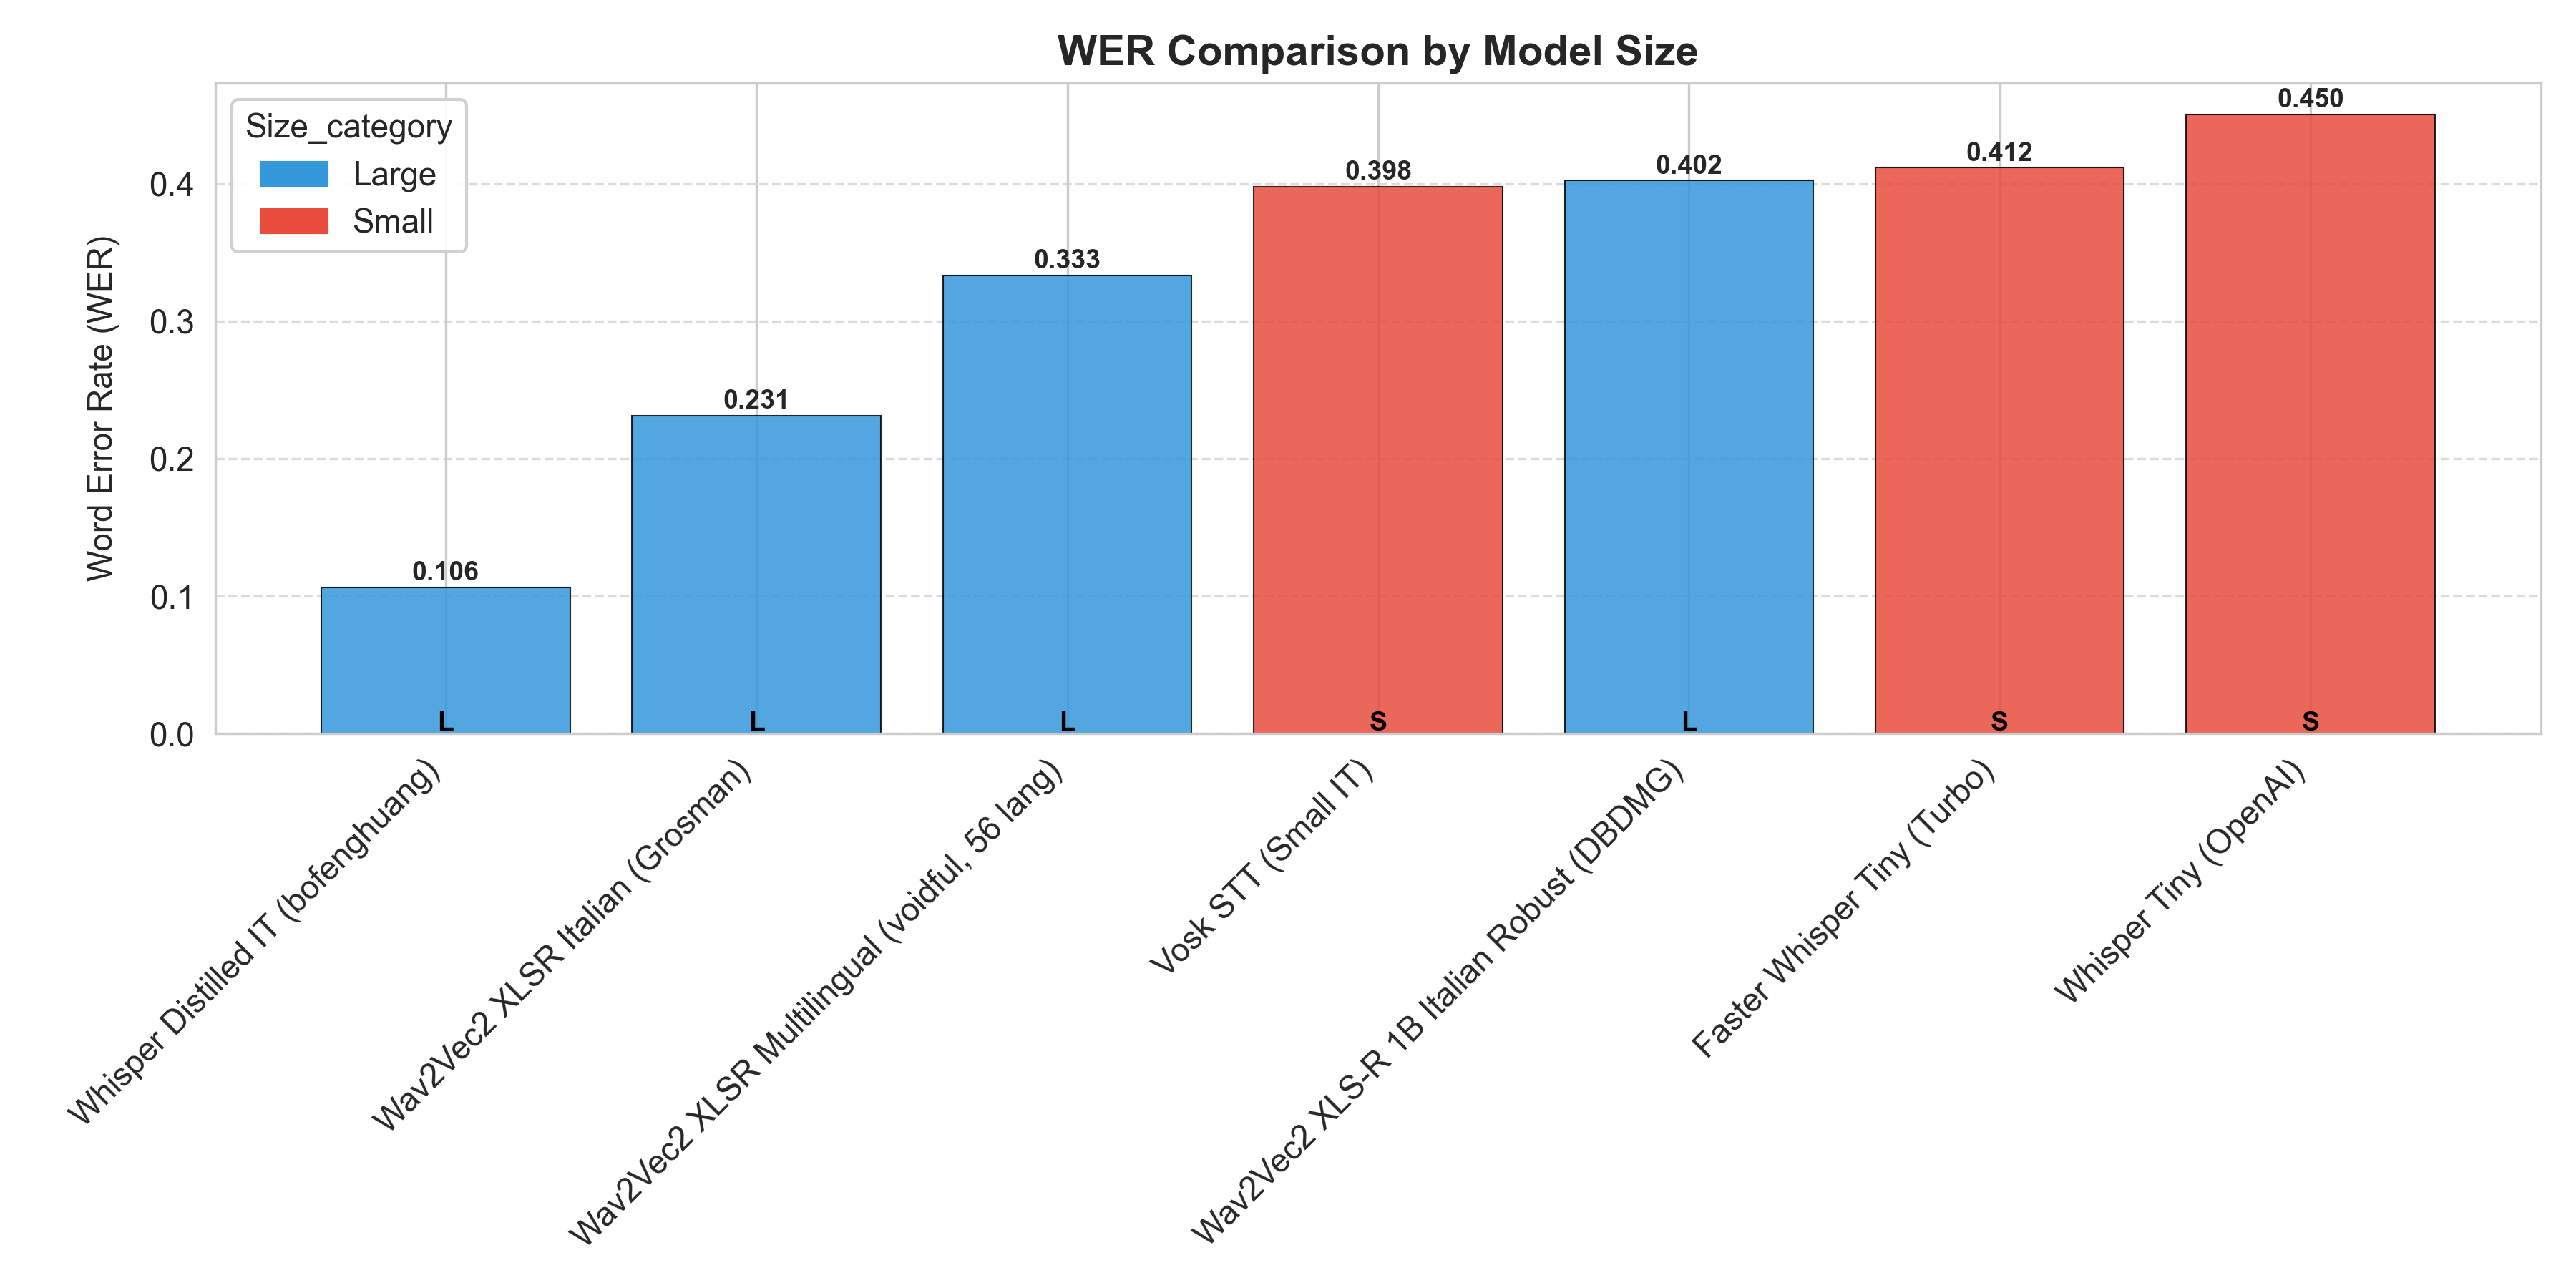 WER Comparison by Model Size
Size_category
Large
Small
Word Error Rate (WER)
0.4
0.3
0.2
0.1
0.0
0.106
0.231
0.333
0.398
0.402
0.412
0.450
L
L
L
S
L
S
S
Whisper Distilled IT (bofenghuang)
Wav2Vec2 XLSR Italian (Grosman)
Wav2Vec2 XLSR Multilingual (voidful, 56 lang)
Vosk STT (Small IT)
Wav2Vec2 XLS-R 1B Italian Robust (DBDMG)
Faster Whisper Tiny (Turbo)
Whisper Tiny (OpenAI)